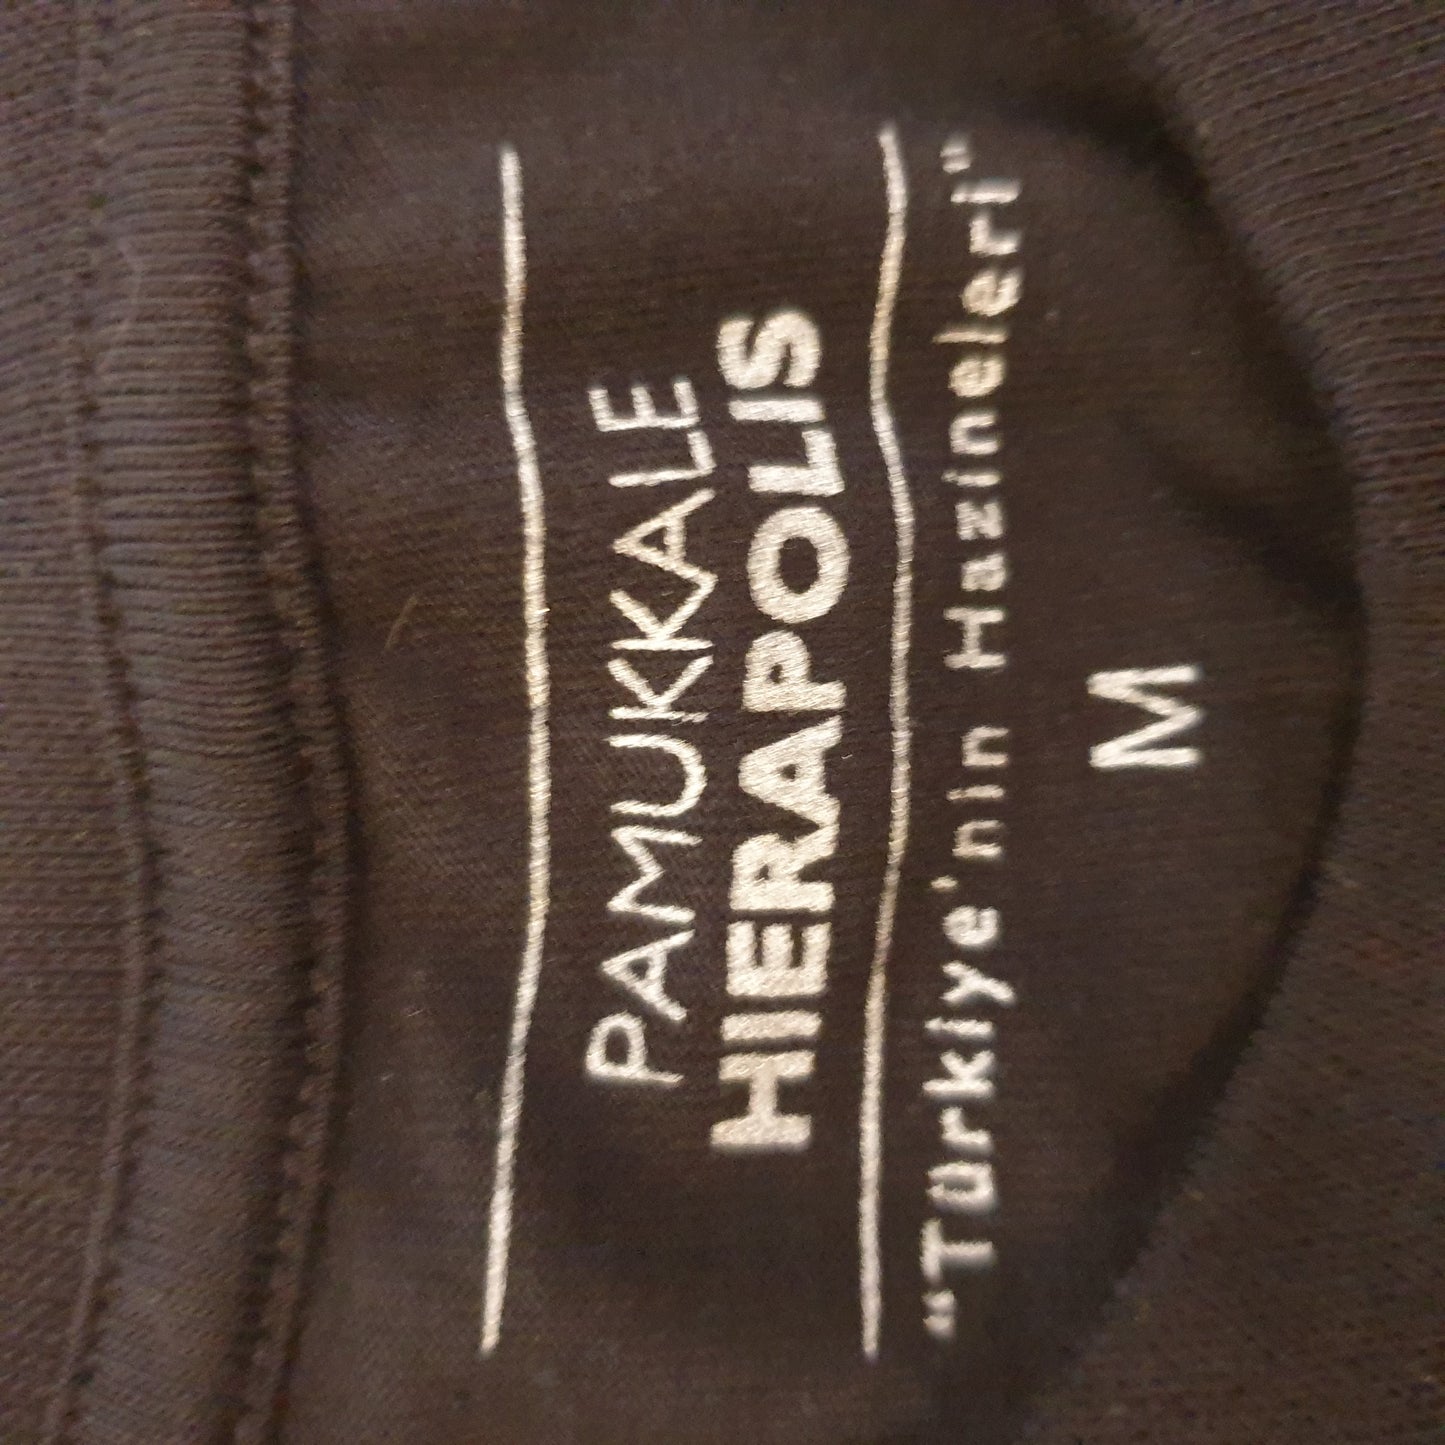 PAMUKKALE
HIERAPOLIS
"Türkiye'nin Hazineleri"
M